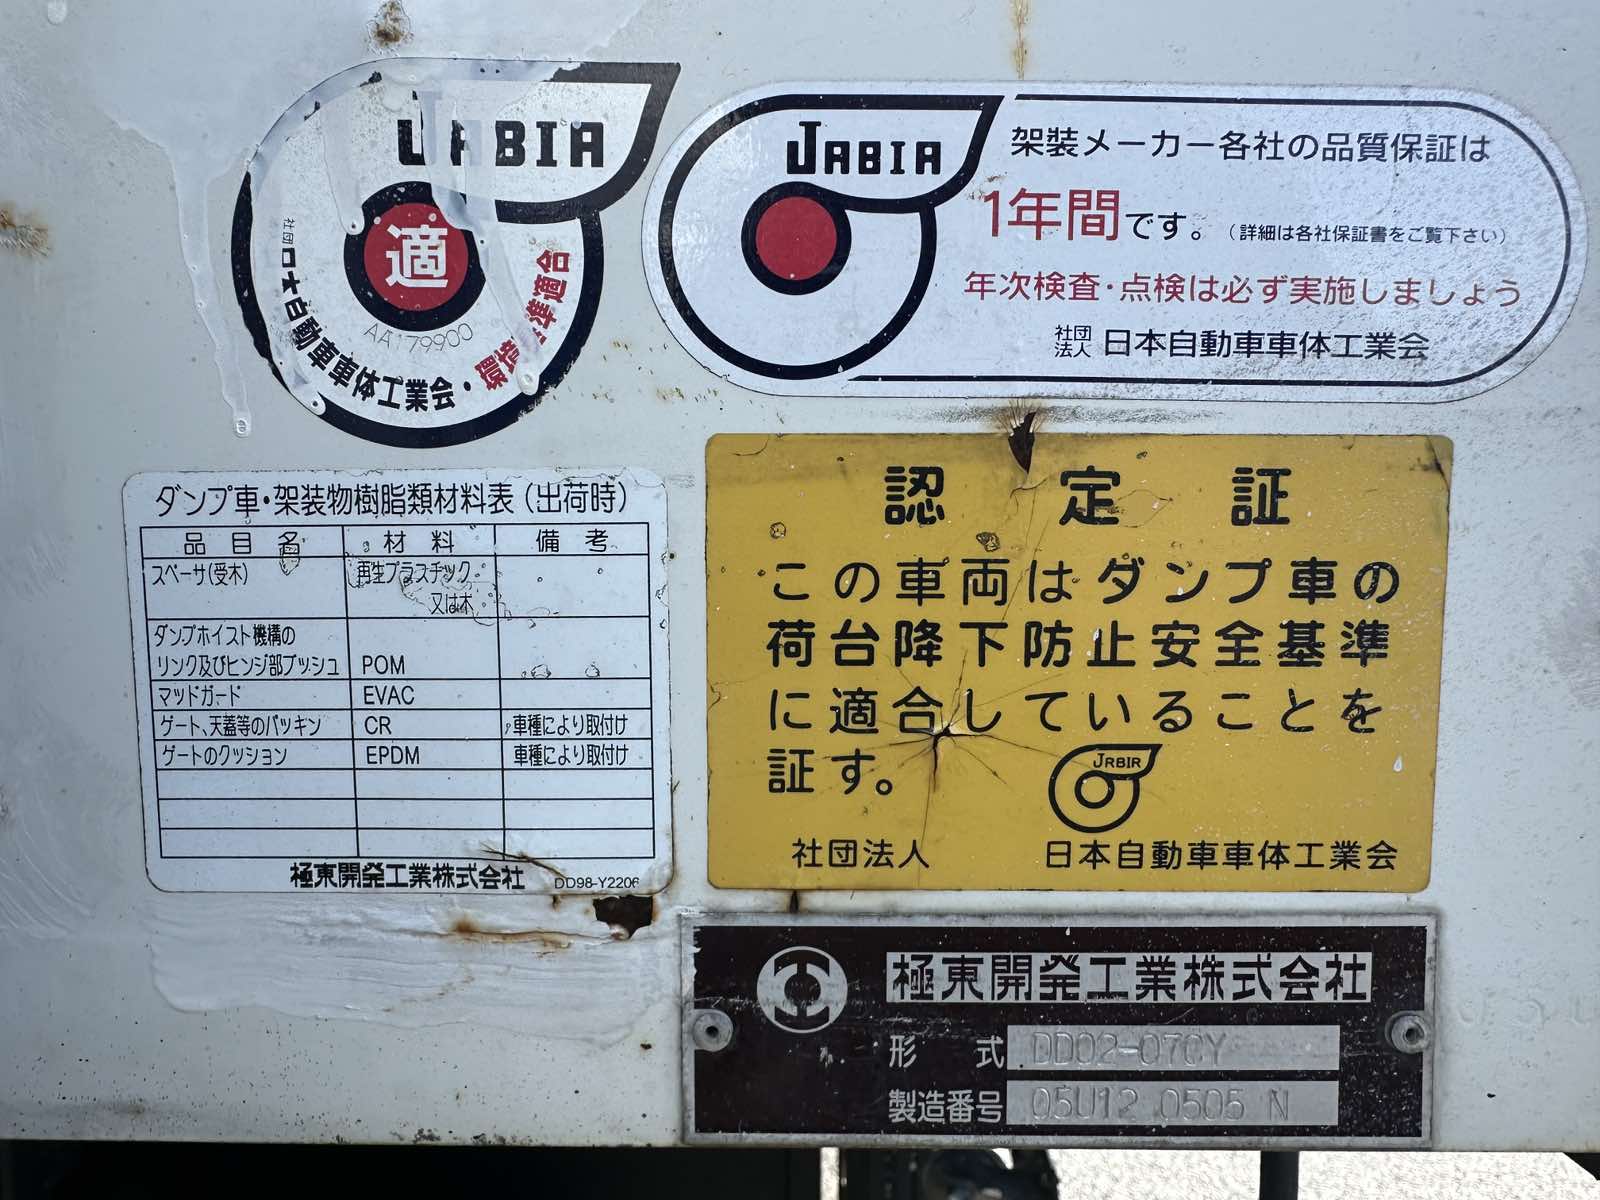 JABIA
適
AA179900
社団
自動車車体工業会・環境 準適合
JABIA
架装メーカー各社の品質保証は
1年間です。(詳細は各社保証書をご覧下さい)
年次検査・点検は必ず実施しましょう
社団法人 日本自動車車体工業会
ダンプ車・架装物樹脂類材料表(出荷時)
品目名 材料 備考
スペーサ(受木) 再生プラスチック
又は木
ダンプホイスト機構の
リンク及びヒンジ部ブッシュ POM
マッドガード EVAC
ゲート、天蓋等のパッキン CR 車種により取付け
ゲートのクッション EPDM 車種により取付け
極東開発工業株式会社 DD98-Y2206
認定証
この車両はダンプ車の
荷台降下防止安全基準
に適合していることを
証す。
JABIA
社団法人 日本自動車車体工業会
極東開発工業株式会社
形式 DD02-07CY
製造番号 05U12 0505 N